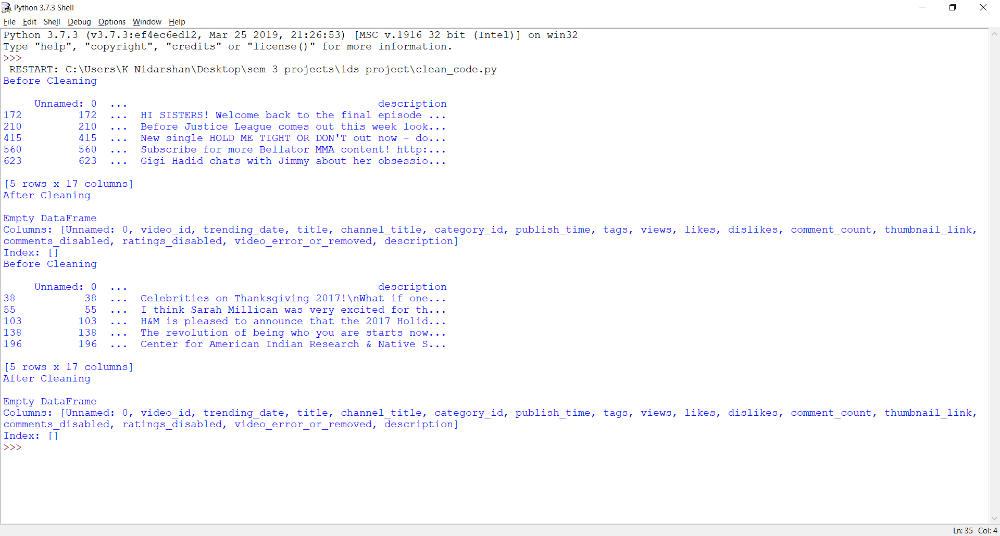 Python 3.7.3 Shell
File Edit Shell Debug Options Window Help
Python 3.7.3 (v3.7.3:ef4ec6ed12, Mar 25 2019, 21:26:53) [MSC v.1916 32 bit (Intel)] on win32
Type "help", "copyright", "credits" or "license()" for more information.
>>>
 RESTART: C:\Users\K Nidarshan\Desktop\sem 3 projects\ids project\clean_code.py
Before Cleaning
     Unnamed: 0  ...                                        description
172         172  ...  HI SISTERS! Welcome back to the final episode ...
210         210  ...  Before Justice League comes out this week look...
415         415  ...  New single HOLD ME TIGHT OR DON'T out now - do...
560         560  ...  Subscribe for more Bellator MMA content! http:...
623         623  ...  Gigi Hadid chats with Jimmy about her obsessio...
[5 rows x 17 columns]
After Cleaning
Empty DataFrame
Columns: [Unnamed: 0, video_id, trending_date, title, channel_title, category_id, publish_time, tags, views, likes, dislikes, comment_count, thumbnail_link,
comments_disabled, ratings_disabled, video_error_or_removed, description]
Index: []
Before Cleaning
     Unnamed: 0  ...                                        description
38           38  ...  Celebrities on Thanksgiving 2017!\nWhat if one...
55           55  ...  I think Sarah Millican was very excited for th...
103         103  ...  H&M is pleased to announce that the 2017 Holid...
138         138  ...  The revolution of being who you are starts now...
196         196  ...  Center for American Indian Research & Native S...
[5 rows x 17 columns]
After Cleaning
Empty DataFrame
Columns: [Unnamed: 0, video_id, trending_date, title, channel_title, category_id, publish_time, tags, views, likes, dislikes, comment_count, thumbnail_link,
comments_disabled, ratings_disabled, video_error_or_removed, description]
Index: []
>>>
Ln: 35 Col: 4